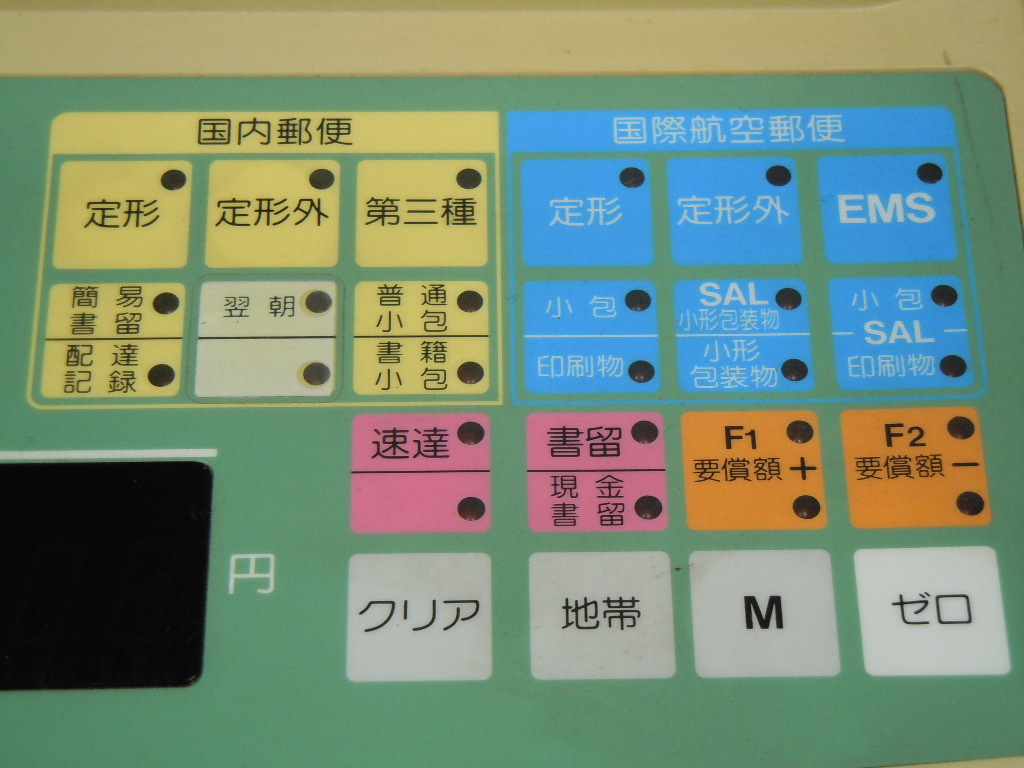 国内郵便
国際航空郵便
定形
定形外
第三種
定形
定形外
EMS
簡易
書留
配達
記録
翌朝
普通
小包
書籍
小包
小包
印刷物
SAL
小形包装物
小形
包装物
小包
SAL
印刷物
速達
書留
現金
書留
F1
要償額+
F2
要償額−
円
クリア
地帯
M
ゼロ